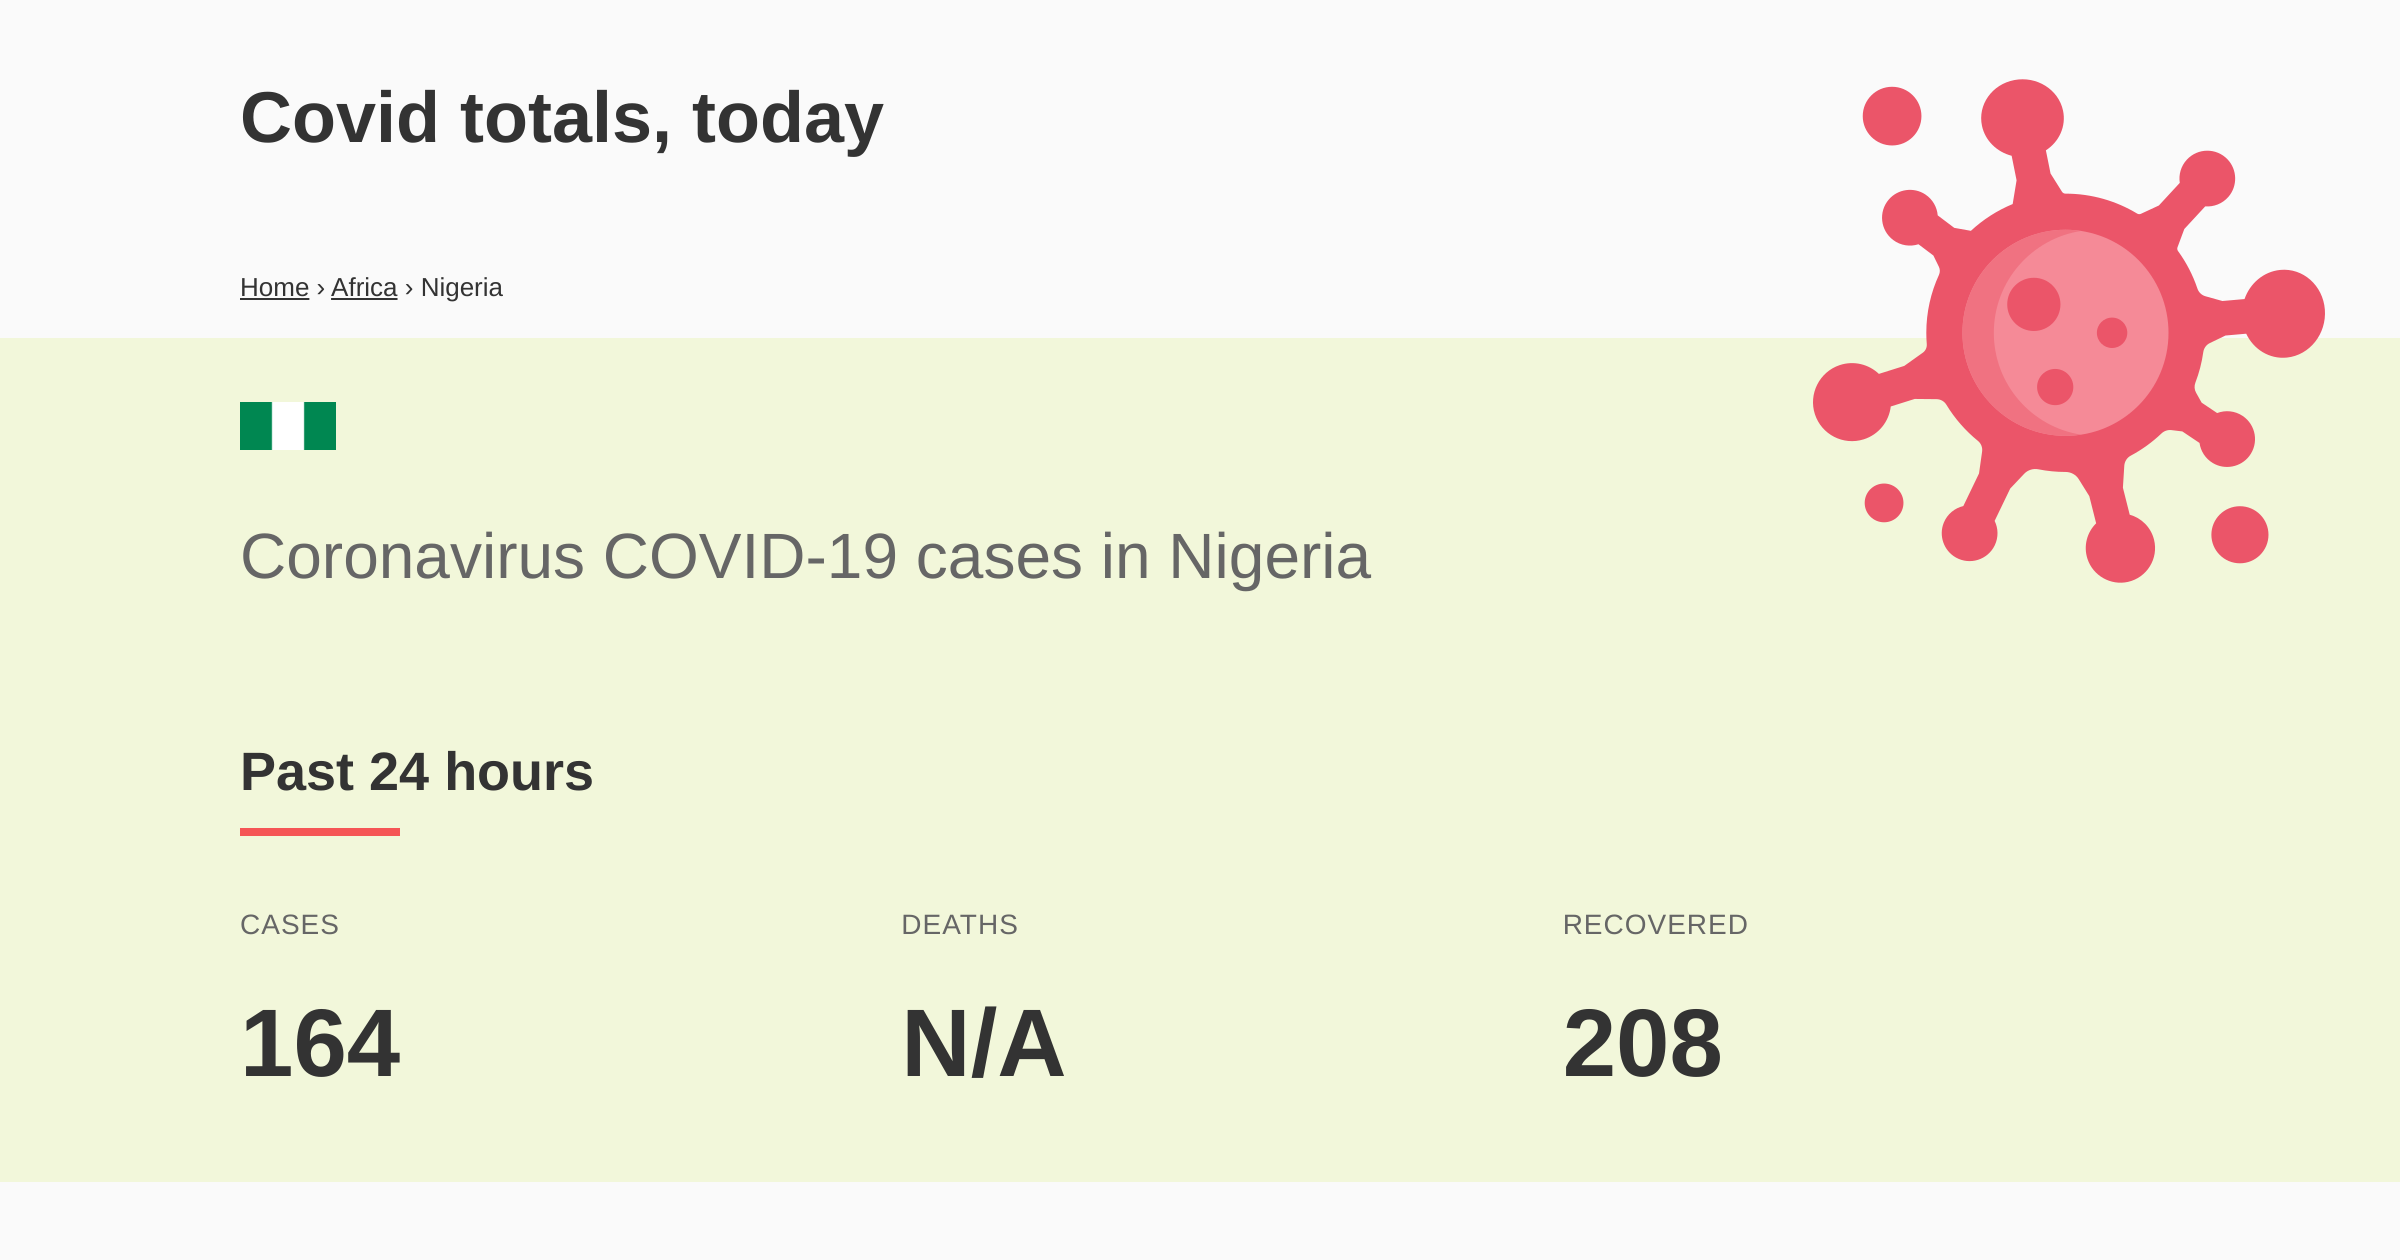 Covid totals, today
Home › Africa › Nigeria
Coronavirus COVID-19 cases in Nigeria
Past 24 hours
CASES DEATHS RECOVERED
164 N/A 208